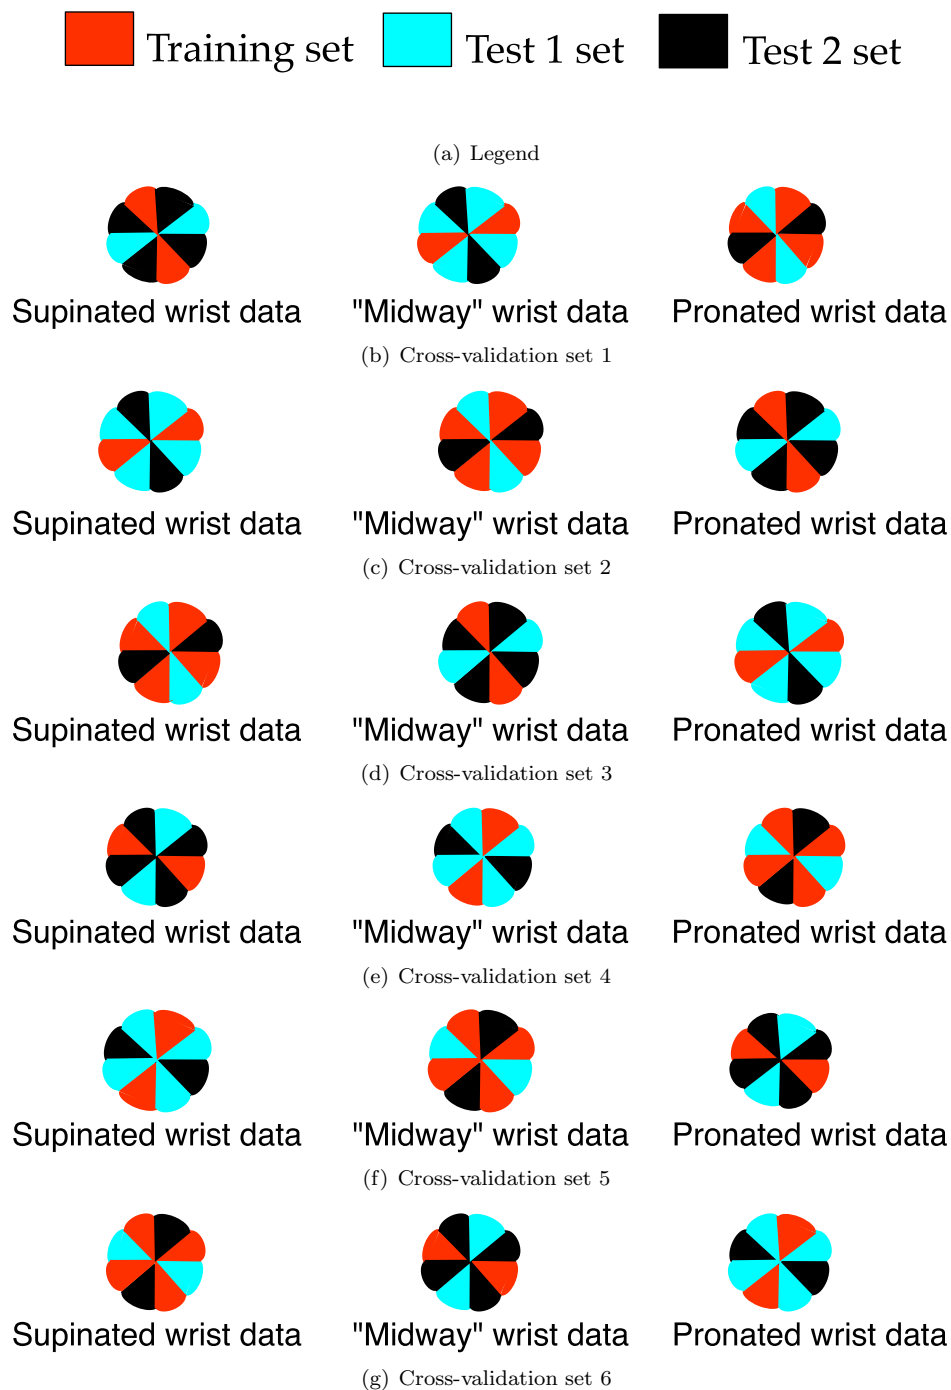 Training set Test 1 set Test 2 set
(a) Legend
Supinated wrist data "Midway" wrist data Pronated wrist data
(b) Cross-validation set 1
Supinated wrist data "Midway" wrist data Pronated wrist data
(c) Cross-validation set 2
Supinated wrist data "Midway" wrist data Pronated wrist data
(d) Cross-validation set 3
Supinated wrist data "Midway" wrist data Pronated wrist data
(e) Cross-validation set 4
Supinated wrist data "Midway" wrist data Pronated wrist data
(f) Cross-validation set 5
Supinated wrist data "Midway" wrist data Pronated wrist data
(g) Cross-validation set 6